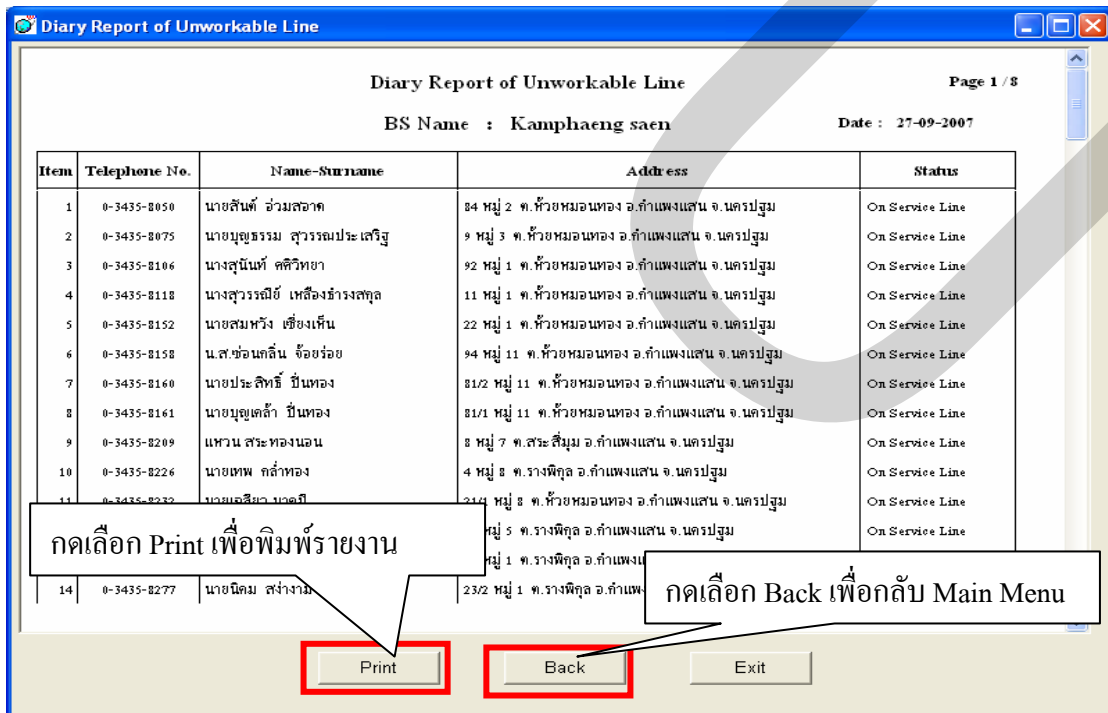 Diary Report of Unworkable Line
Diary Report of Unworkable Line Page 1 / 8
BS Name : Kamphaeng saen Date : 27-09-2007
Item Telephone No. Name-Surname Address Status
1 0-3435-8050 นายสันต์ อ่วมสอาด 84 หมู่ 2 ต.ห้วยหมอนทอง อ.กำแพงแสน จ.นครปฐม On Service Line
2 0-3435-8075 นายบุญธรรม สุวรรณประเสริฐ 9 หมู่ 3 ต.ห้วยหมอนทอง อ.กำแพงแสน จ.นครปฐม On Service Line
3 0-3435-8106 นางสุนันท์ คติวิทยา 92 หมู่ 1 ต.ห้วยหมอนทอง อ.กำแพงแสน จ.นครปฐม On Service Line
4 0-3435-8118 นางสุวรรณีย์ เหลืองธำรงสกุล 11 หมู่ 1 ต.ห้วยหมอนทอง อ.กำแพงแสน จ.นครปฐม On Service Line
5 0-3435-8152 นายสมหวัง เซี่ยงเห็น 22 หมู่ 1 ต.ห้วยหมอนทอง อ.กำแพงแสน จ.นครปฐม On Service Line
6 0-3435-8158 น.ส.ซ่อนกลิ่น จ้อยร่อย 94 หมู่ 11 ต.ห้วยหมอนทอง อ.กำแพงแสน จ.นครปฐม On Service Line
7 0-3435-8160 นายประสิทธิ์ ปิ่นทอง 81/2 หมู่ 11 ต.ห้วยหมอนทอง อ.กำแพงแสน จ.นครปฐม On Service Line
8 0-3435-8161 นายบุญเคล้า ปิ่นทอง 81/1 หมู่ 11 ต.ห้วยหมอนทอง อ.กำแพงแสน จ.นครปฐม On Service Line
9 0-3435-8209 แหวน สระทองนอน 8 หมู่ 7 ต.สระสี่มุม อ.กำแพงแสน จ.นครปฐม On Service Line
10 0-3435-8226 นายเทพ กล่ำทอง 4 หมู่ 8 ต.รางพิกุล อ.กำแพงแสน จ.นครปฐม On Service Line
11 0-3435-8232 หมู่ 8 ต.ห้วยหมอนทอง อ.กำแพงแสน จ.นครปฐม On Service Line
หมู่ 5 ต.รางพิกุล อ.กำแพงแสน จ.นครปฐม On Service Line
หมู่ 1 ต.รางพิกุล
14 0-3435-8277 นายนิคม สง่างาม 23/2 หมู่ 1 ต.รางพิกุล
กดเลือก Print เพื่อพิมพ์รายงาน
กดเลือก Back เพื่อกลับ Main Menu
Print Back Exit